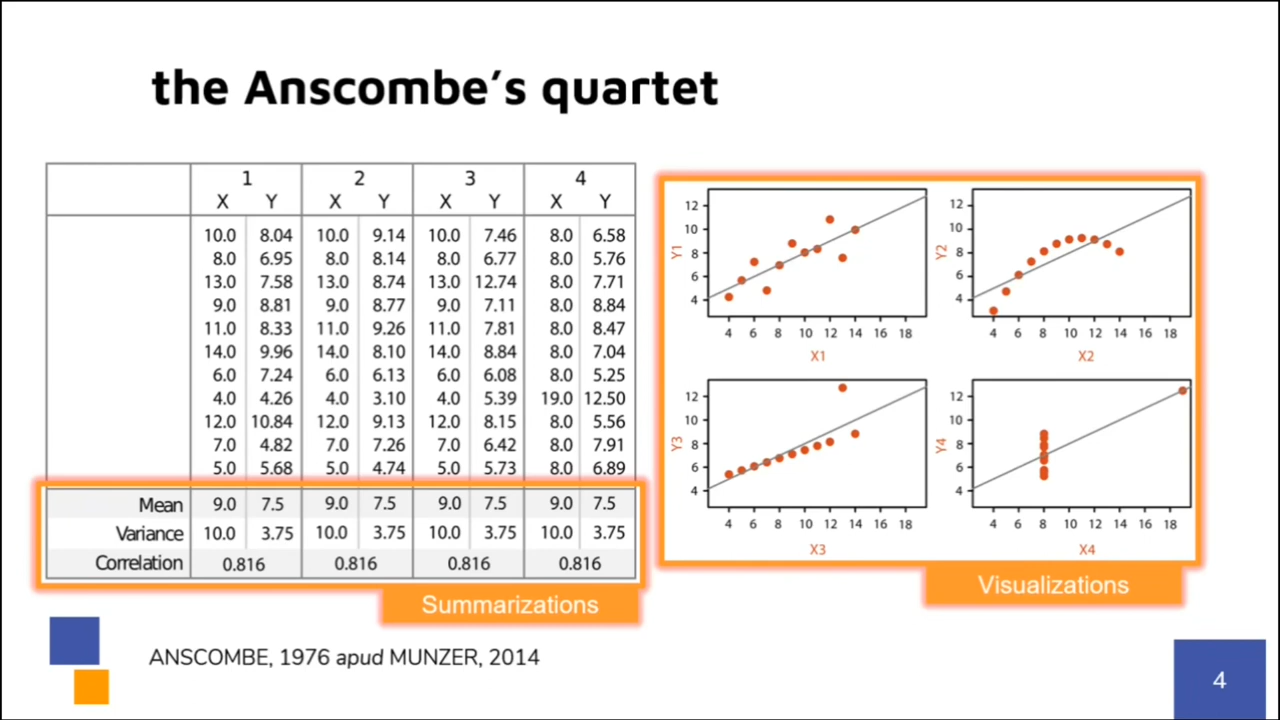 the Anscombe’s quartet
1 2 3 4
X Y X Y X Y X Y
10.0 8.04 10.0 9.14 10.0 7.46 8.0 6.58
8.0 6.95 8.0 8.14 8.0 6.77 8.0 5.76
13.0 7.58 13.0 8.74 13.0 12.74 8.0 7.71
9.0 8.81 9.0 8.77 9.0 7.11 8.0 8.84
11.0 8.33 11.0 9.26 11.0 7.81 8.0 8.47
14.0 9.96 14.0 8.10 14.0 8.84 8.0 7.04
6.0 7.24 6.0 6.13 6.0 6.08 8.0 5.25
4.0 4.26 4.0 3.10 4.0 5.39 19.0 12.50
12.0 10.84 12.0 9.13 12.0 8.15 8.0 5.56
7.0 4.82 7.0 7.26 7.0 6.42 8.0 7.91
5.0 5.68 5.0 4.74 5.0 5.73 8.0 6.89
Mean 9.0 7.5 9.0 7.5 9.0 7.5 9.0 7.5
Variance 10.0 3.75 10.0 3.75 10.0 3.75 10.0 3.75
Correlation 0.816 0.816 0.816 0.816
Summarizations
12
10
8
6
4
Y1
4 6 8 10 12 14 16 18
X1
12
10
8
6
4
Y2
4 6 8 10 12 14 16 18
X2
12
10
8
6
4
Y3
4 6 8 10 12 14 16 18
X3
12
10
8
6
4
Y4
4 6 8 10 12 14 16 18
X4
Visualizations
ANSCOMBE, 1976 apud MUNZER, 2014
4